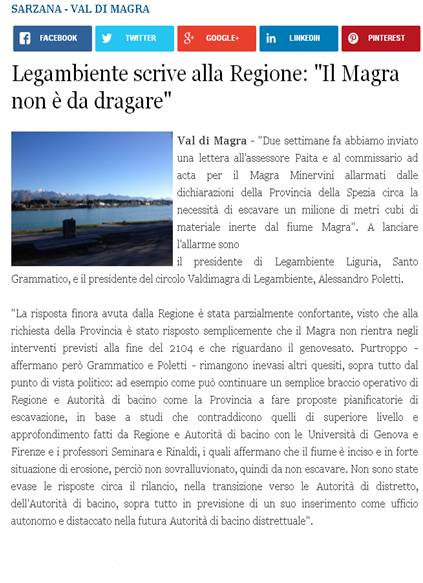 SARZANA - VAL DI MAGRA
FACEBOOK TWITTER GOOGLE+ LINKEDIN PINTEREST
Legambiente scrive alla Regione: "Il Magra
non è da dragare"
Val di Magra - "Due settimane fa abbiamo inviato
una lettera all'assessore Paita e al commissario ad
acta per il Magra Minervini allarmati dalle
dichiarazioni della Provincia della Spezia circa la
necessità di escavare un milione di metri cubi di
materiale inerte dal fiume Magra". A lanciare
l'allarme sono
il presidente di Legambiente Liguria, Santo
Grammatico, e il presidente del circolo Valdimagra di Legambiente, Alessandro Poletti.
"La risposta finora avuta dalla Regione è stata parzialmente confortante, visto che alla
richiesta della Provincia è stato risposto semplicemente che il Magra non rientra negli
interventi previsti alla fine del 2104 e che riguardano il genovesato. Purtroppo -
affermano però Grammatico e Poletti - rimangono inevasi altri quesiti, sopra tutto dal
punto di vista politico: ad esempio come può continuare un semplice braccio operativo di
Regione e Autorità di bacino come la Provincia a fare proposte pianificatorie di
escavazione, in base a studi che contraddicono quelli di superiore livello e
approfondimento fatti da Regione e Autorità di bacino con le Università di Genova e
Firenze e i professori Seminara e Rinaldi, i quali affermano che il fiume è inciso e in forte
situazione di erosione, perciò non sovralluvionato, quindi da non escavare. Non sono state
evase le risposte circa il rilancio, nella transizione verso le Autorità di distretto,
dell'Autorità di bacino, sopra tutto in previsione di un suo inserimento come ufficio
autonomo e distaccato nella futura Autorità di bacino distrettuale".